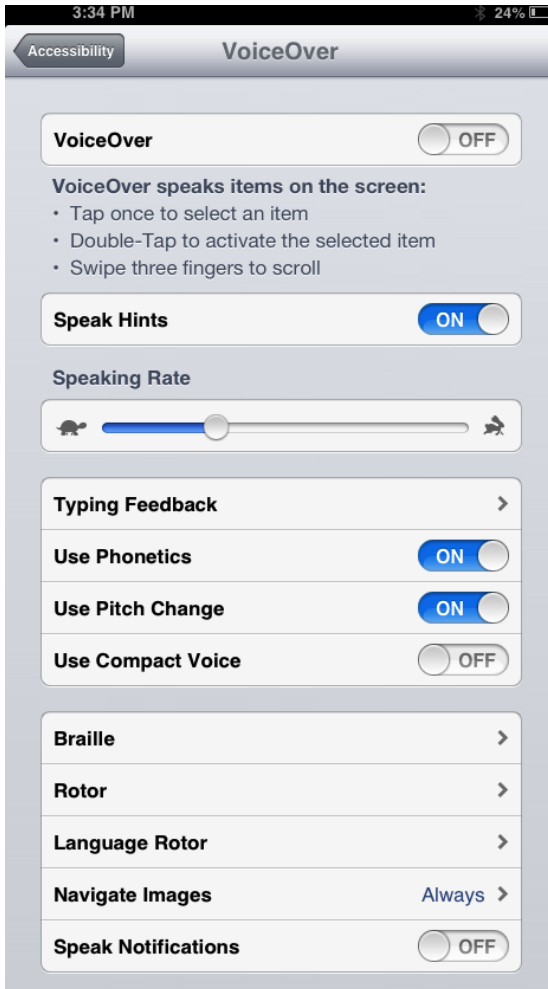 3:34 PM 24%
Accessibility VoiceOver
VoiceOver OFF
VoiceOver speaks items on the screen:
• Tap once to select an item
• Double-Tap to activate the selected item
• Swipe three fingers to scroll
Speak Hints ON
Speaking Rate
Typing Feedback
Use Phonetics ON
Use Pitch Change ON
Use Compact Voice OFF
Braille
Rotor
Language Rotor
Navigate Images Always
Speak Notifications OFF